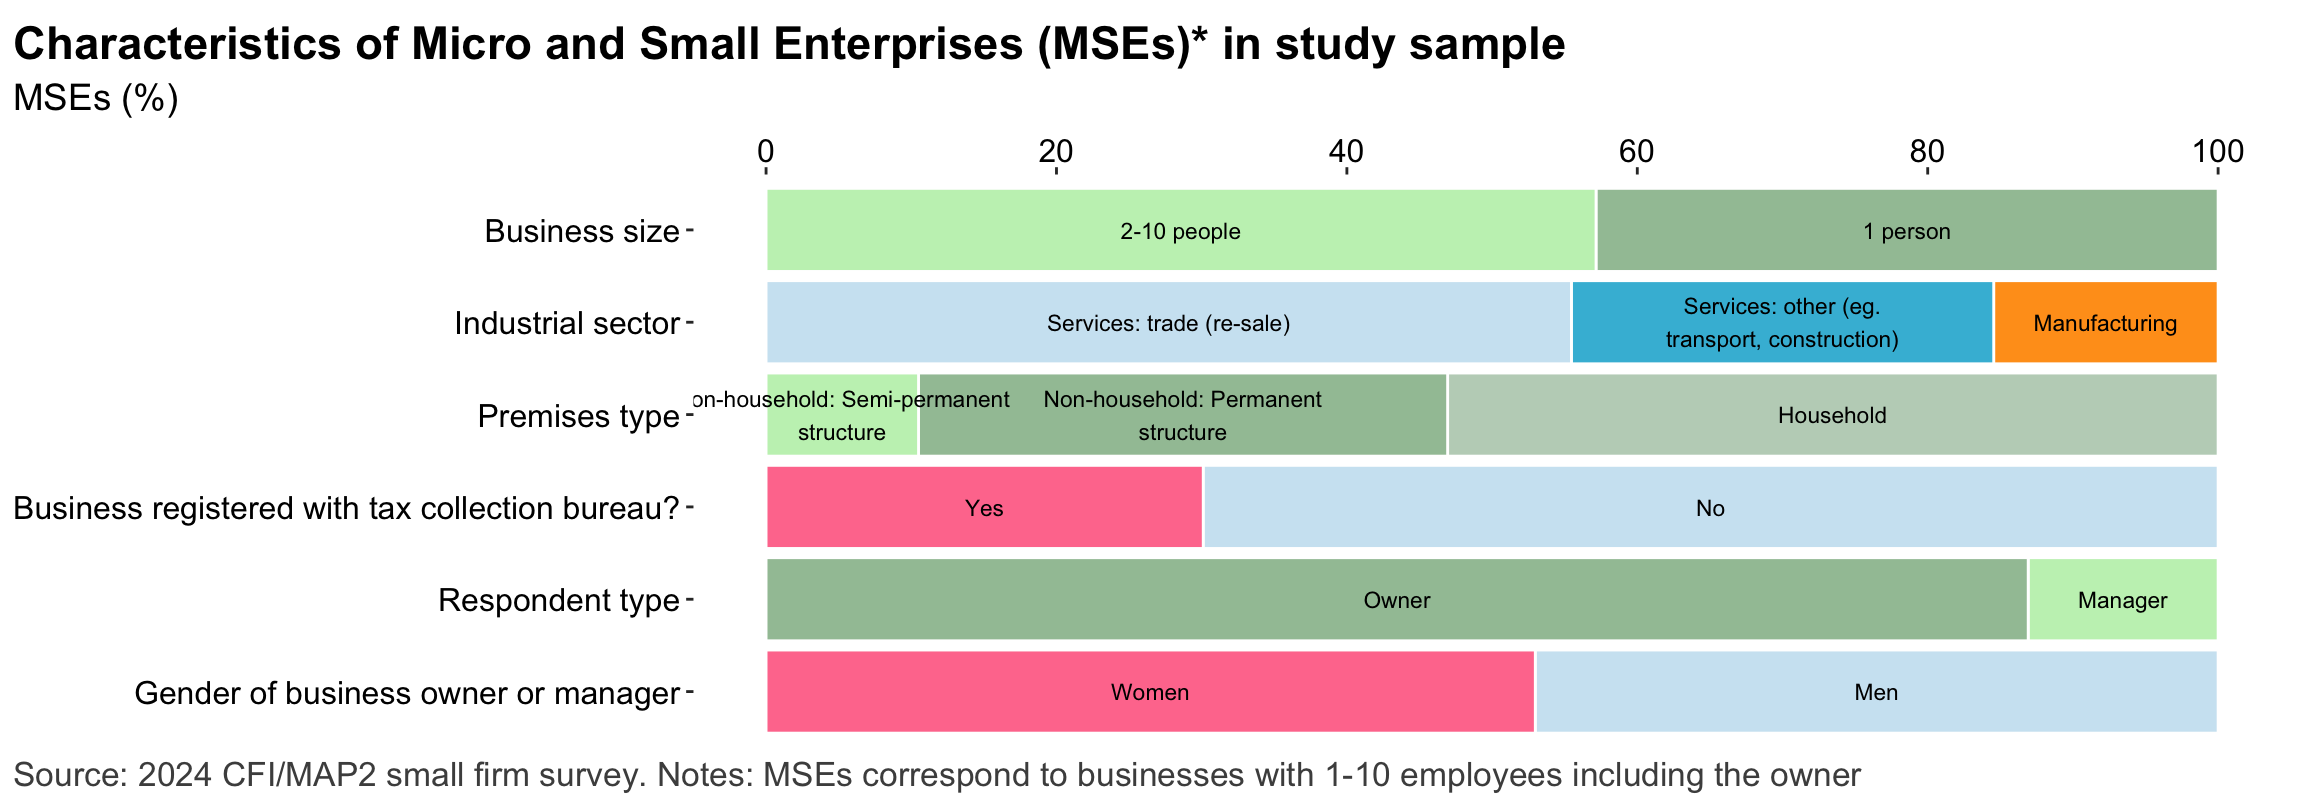 Characteristics of Micro and Small Enterprises (MSEs)* in study sample
MSEs (%)
0 20 40 60 80 100
Business size
2-10 people
1 person
Industrial sector
Services: trade (re-sale)
Services: other (eg.
transport, construction)
Manufacturing
Premises type
on-household: Semi-permanent
structure
Non-household: Permanent
structure
Household
Business registered with tax collection bureau?
Yes
No
Respondent type
Owner
Manager
Gender of business owner or manager
Women
Men
Source: 2024 CFI/MAP2 small firm survey. Notes: MSEs correspond to businesses with 1-10 employees including the owner